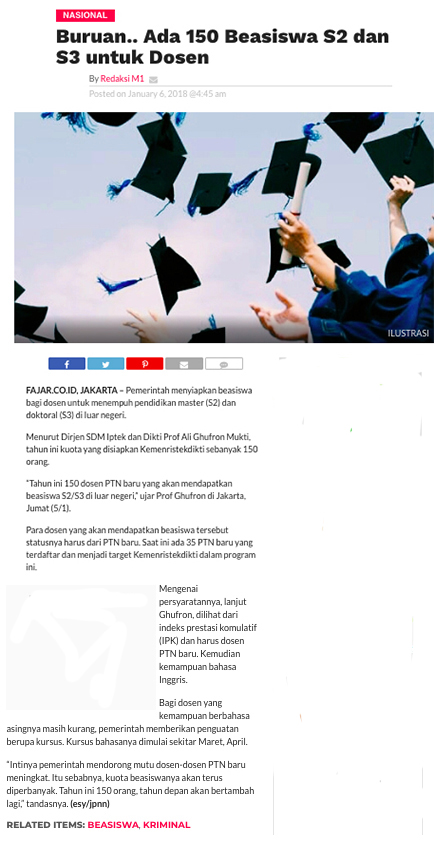 NASIONAL
Buruan.. Ada 150 Beasiswa S2 dan
S3 untuk Dosen
By Redaksi M1
Posted on January 6, 2018 @4:45 am
ILUSTRASI
FAJAR.CO.ID, JAKARTA – Pemerintah menyiapkan beasiswa
bagi dosen untuk menempuh pendidikan master (S2) dan
doktoral (S3) di luar negeri.
Menurut Dirjen SDM Iptek dan Dikti Prof Ali Ghufron Mukti,
tahun ini kuota yang disiapkan Kemenristekdikti sebanyak 150
orang.
“Tahun ini 150 dosen PTN baru yang akan mendapatkan
beasiswa S2/S3 di luar negeri,” ujar Prof Ghufron di Jakarta,
Jumat (5/1).
Para dosen yang akan mendapatkan beasiswa tersebut
statusnya harus dari PTN baru. Saat ini ada 35 PTN baru yang
terdaftar dan menjadi target Kemenristekdikti dalam program
ini.
Mengenai
persyaratannya, lanjut
Ghufron, dilihat dari
indeks prestasi komulatif
(IPK) dan harus dosen
PTN baru. Kemudian
kemampuan bahasa
Inggris.
Bagi dosen yang
kemampuan berbahasa
asingnya masih kurang, pemerintah memberikan penguatan
berupa kursus. Kursus bahasanya dimulai sekitar Maret, April.
“Intinya pemerintah mendorong mutu dosen-dosen PTN baru
meningkat. Itu sebabnya, kuota beasiswanya akan terus
diperbanyak. Tahun ini 150 orang, tahun depan akan bertambah
lagi,” tandasnya. (esy/jpnn)
RELATED ITEMS: BEASISWA, KRIMINAL